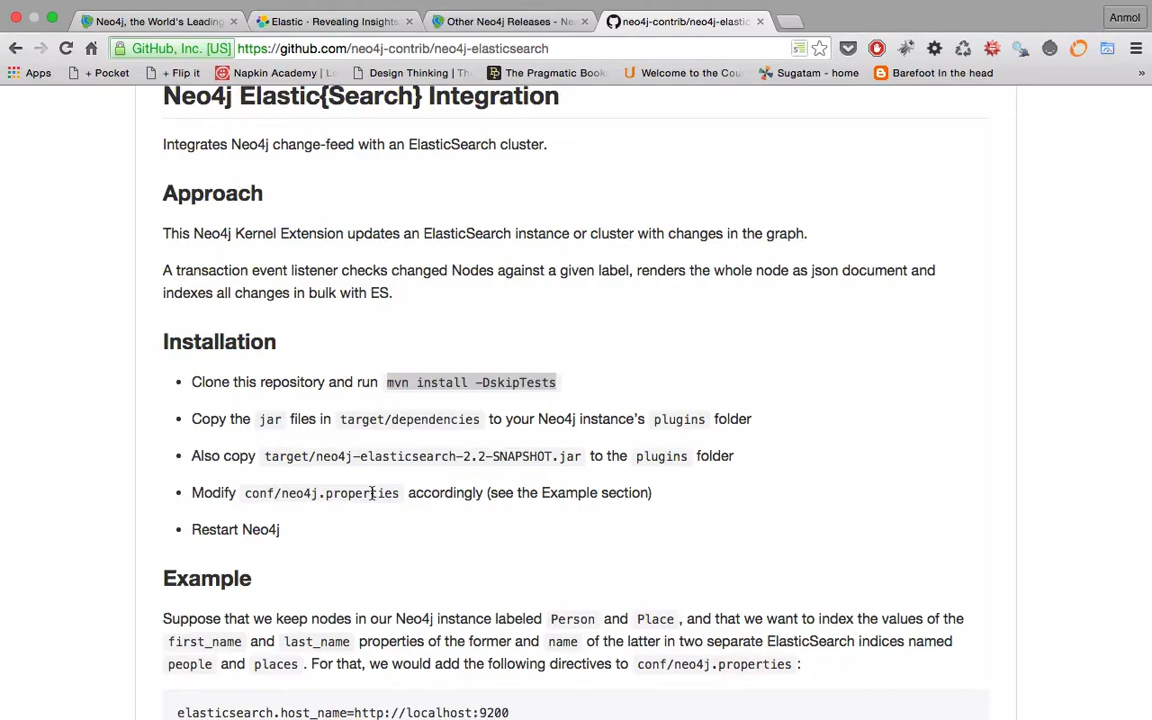 Neo4j, the World's Leading
Elastic · Revealing Insights
Other Neo4j Releases - Ne
neo4j-contrib/neo4j-elastic
Anmol
GitHub, Inc. [US]
https://github.com/neo4j-contrib/neo4j-elasticsearch
Apps
+ Pocket
+ Flip it
Napkin Academy | L
Design Thinking | Th
The Pragmatic Book
Welcome to the Cou
Sugatam - home
Barefoot In the head
»
Neo4j Elastic{Search} Integration
Integrates Neo4j change-feed with an ElasticSearch cluster.
Approach
This Neo4j Kernel Extension updates an ElasticSearch instance or cluster with changes in the graph.
A transaction event listener checks changed Nodes against a given label, renders the whole node as json document and
indexes all changes in bulk with ES.
Installation
• Clone this repository and run mvn install -DskipTests
• Copy the jar files in target/dependencies to your Neo4j instance's plugins folder
• Also copy target/neo4j-elasticsearch-2.2-SNAPSHOT.jar to the plugins folder
• Modify conf/neo4j.properties accordingly (see the Example section)
• Restart Neo4j
Example
Suppose that we keep nodes in our Neo4j instance labeled Person and Place , and that we want to index the values of the
first_name and last_name properties of the former and name of the latter in two separate ElasticSearch indices named
people and places . For that, we would add the following directives to conf/neo4j.properties :
elasticsearch.host_name=http://localhost:9200